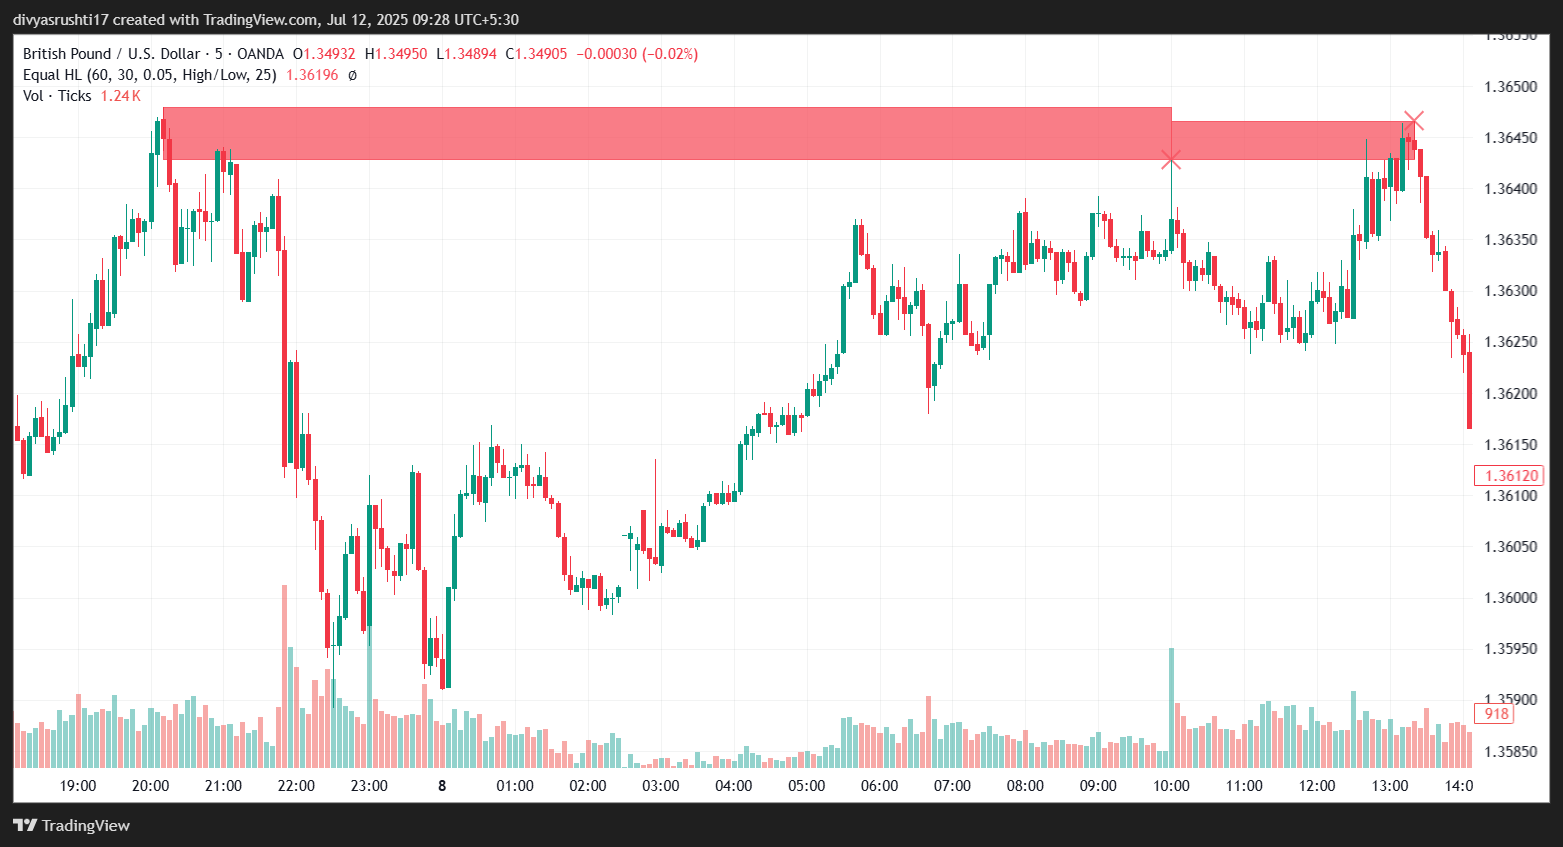 divyasrushti17 created with TradingView.com, Jul 12, 2025 09:28 UTC+5:30
British Pound / U.S. Dollar · 5 · OANDA O1.34932 H1.34950 L1.34894 C1.34905 −0.00030 (−0.02%)
Equal HL (60, 30, 0.05, High/Low, 25) 1.36196 ø
Vol · Ticks 1.24K
1.36550
1.36500
1.36450
1.36400
1.36350
1.36300
1.36250
1.36200
1.36150
1.36120
1.36100
1.36050
1.36000
1.35950
1.35900
918
1.35850
19:00 20:00 21:00 22:00 23:00 8 01:00 02:00 03:00 04:00 05:00 06:00 07:00 08:00 09:00 10:00 11:00 12:00 13:00 14:0
TradingView